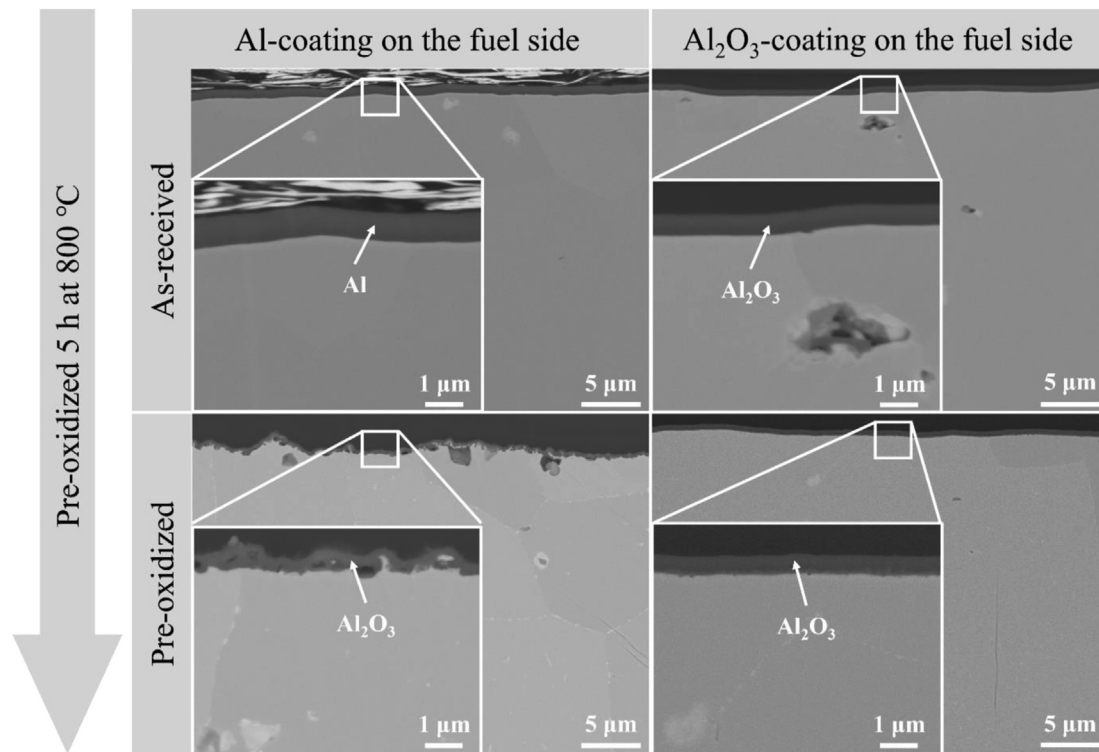 Al-coating on the fuel side
Al₂O₃-coating on the fuel side
Pre-oxidized 5 h at 800 °C
As-received
Al
1 μm
5 μm
Al₂O₃
1 μm
5 μm
Pre-oxidized
Al₂O₃
1 μm
5 μm
Al₂O₃
1 μm
5 μm